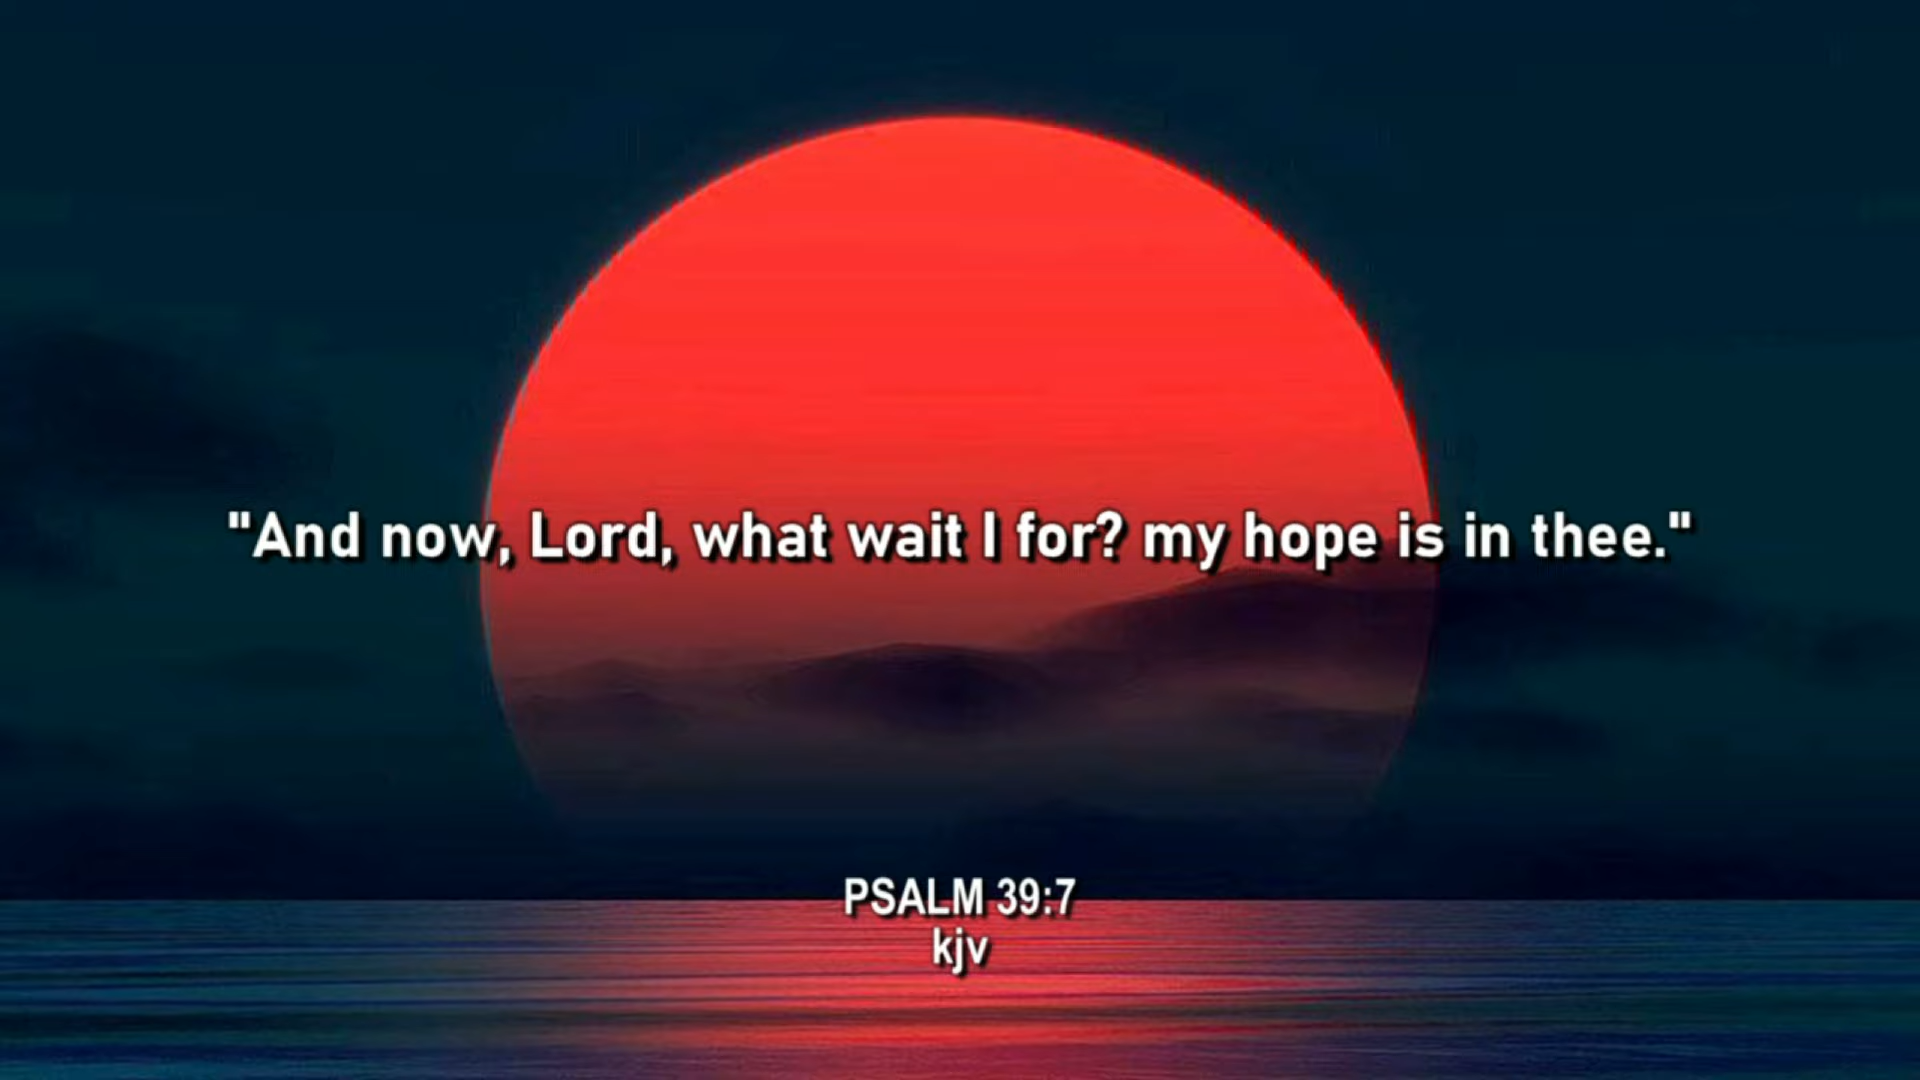 "And now, Lord, what wait I for? my hope is in thee."
PSALM 39:7
kjv